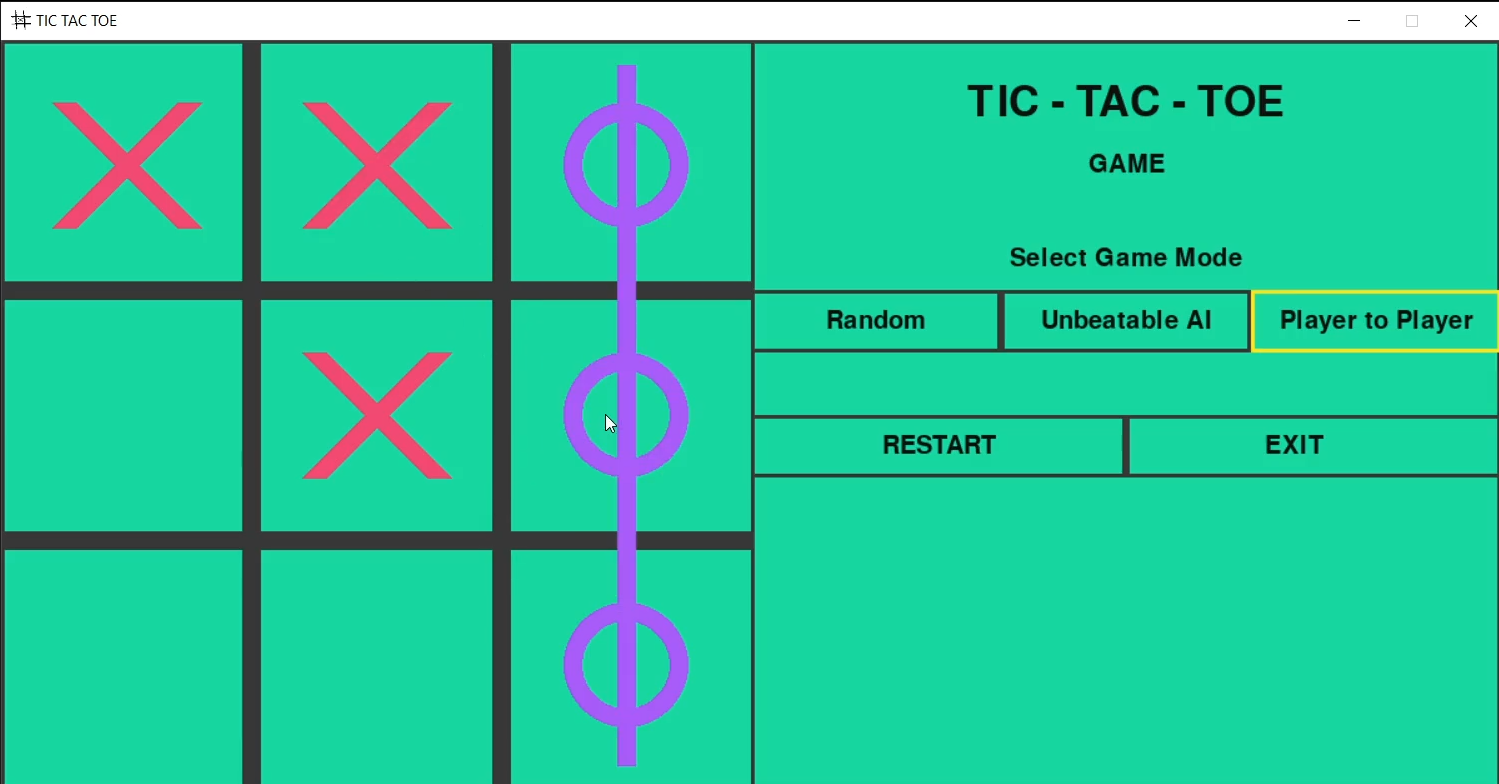 TIC TAC TOE
TIC - TAC - TOE
GAME
Select Game Mode
Random
Unbeatable AI
Player to Player
RESTART
EXIT